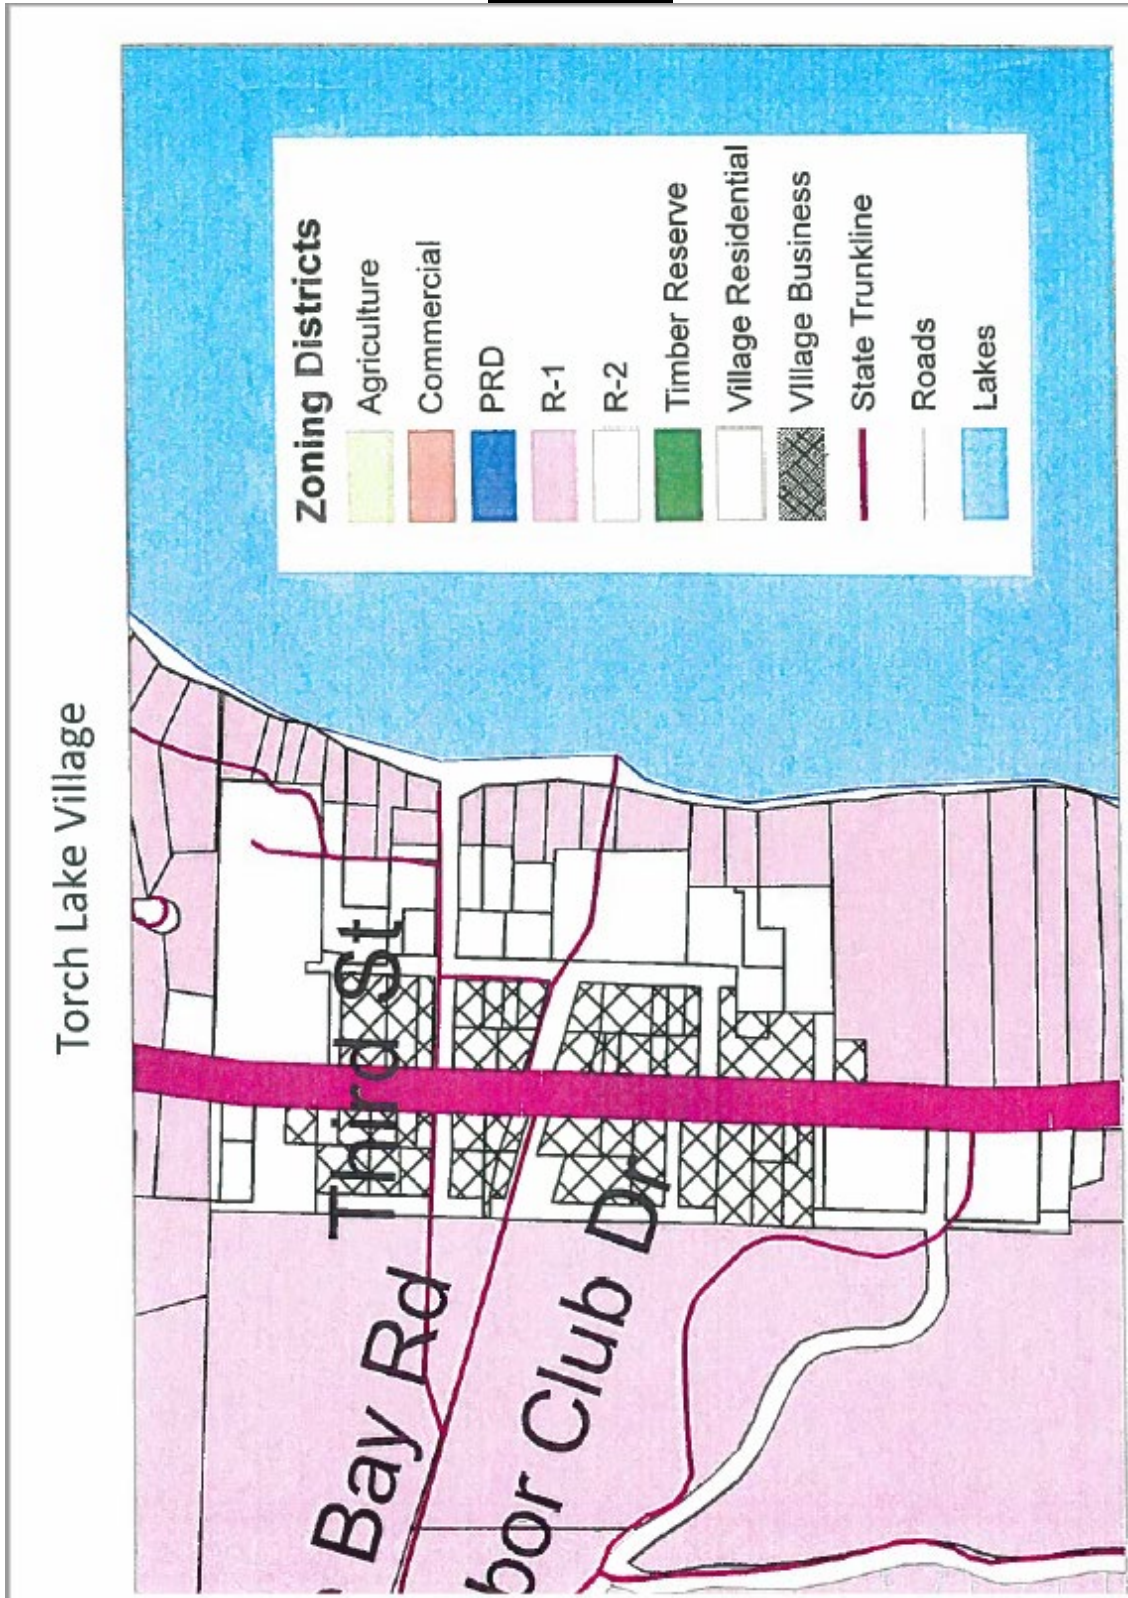 Torch Lake Village
Zoning Districts
Agriculture
Commercial
PRD
R-1
R-2
Timber Reserve
Village Residential
VIllage Business
State Trunkline
Roads
Lakes
Third St
Bay Rd
bor Club Dr